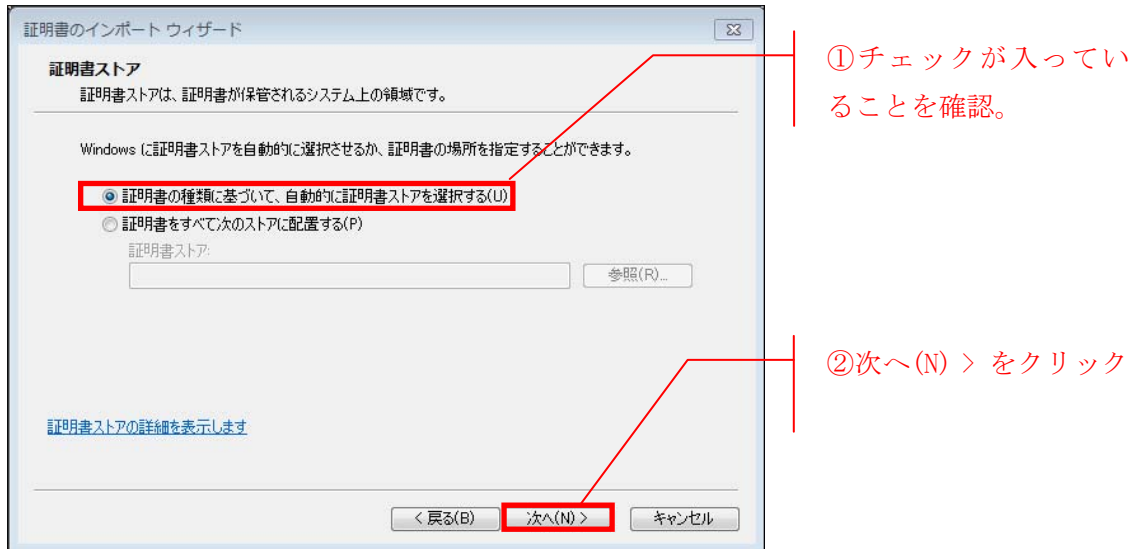 証明書のインポート ウィザード
証明書ストア
証明書ストアは、証明書が保管されるシステム上の領域です。
Windows に証明書ストアを自動的に選択させるか、証明書の場所を指定することができます。
証明書の種類に基づいて、自動的に証明書ストアを選択する(U)
証明書をすべて次のストアに配置する(P)
証明書ストア:
参照(R)...
証明書ストアの詳細を表示します
< 戻る(B)
次へ(N) >
キャンセル
①チェックが入ってい
ることを確認。
②次へ(N) > をクリック